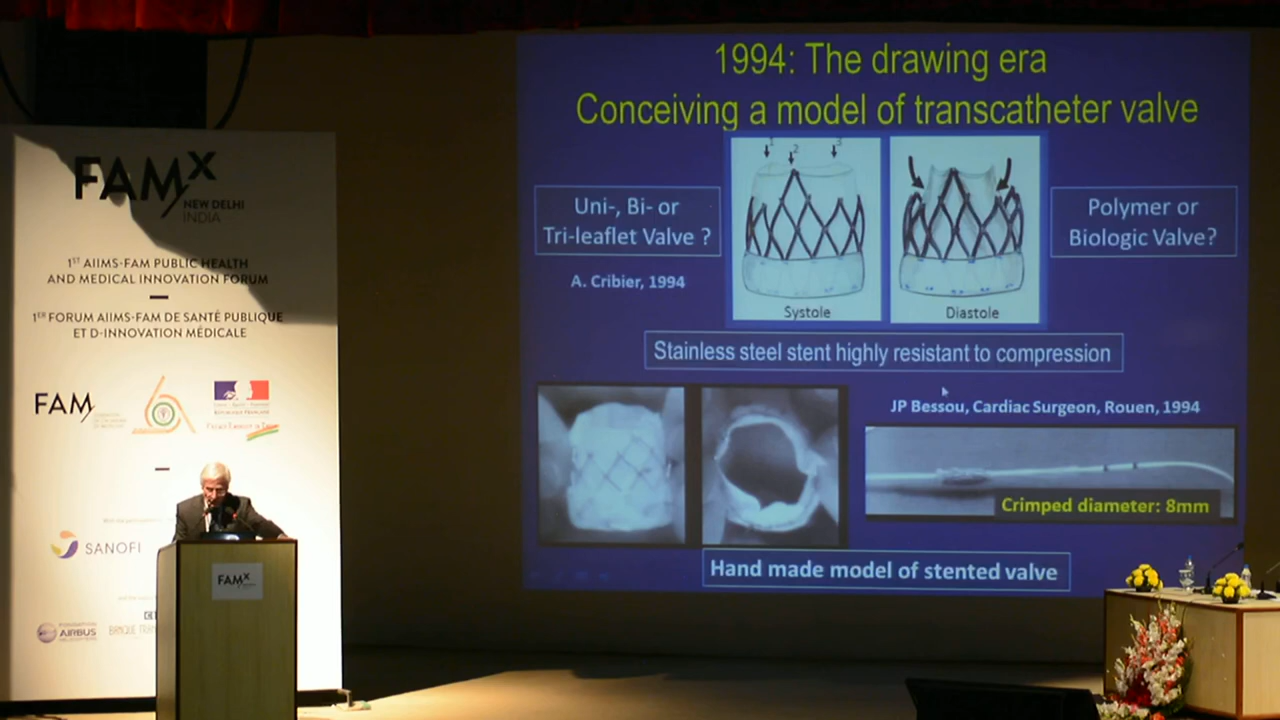 FAMx
NEW DELHI
INDIA
1ST AIIMS-FAM PUBLIC HEALTH
AND MEDICAL INNOVATION FORUM
1ER FORUM AIIMS-FAM DE SANTÉ PUBLIQUE
ET D-INNOVATION MÉDICALE
FAM
SANOFI
AIRBUS
FAMx
1994: The drawing era
Conceiving a model of transcatheter valve
Uni-, Bi- or
Tri-leaflet Valve ?
A. Cribier, 1994
1 2 3
Systole
Diastole
Polymer or
Biologic Valve?
Stainless steel stent highly resistant to compression
JP Bessou, Cardiac Surgeon, Rouen, 1994
Crimped diameter: 8mm
Hand made model of stented valve